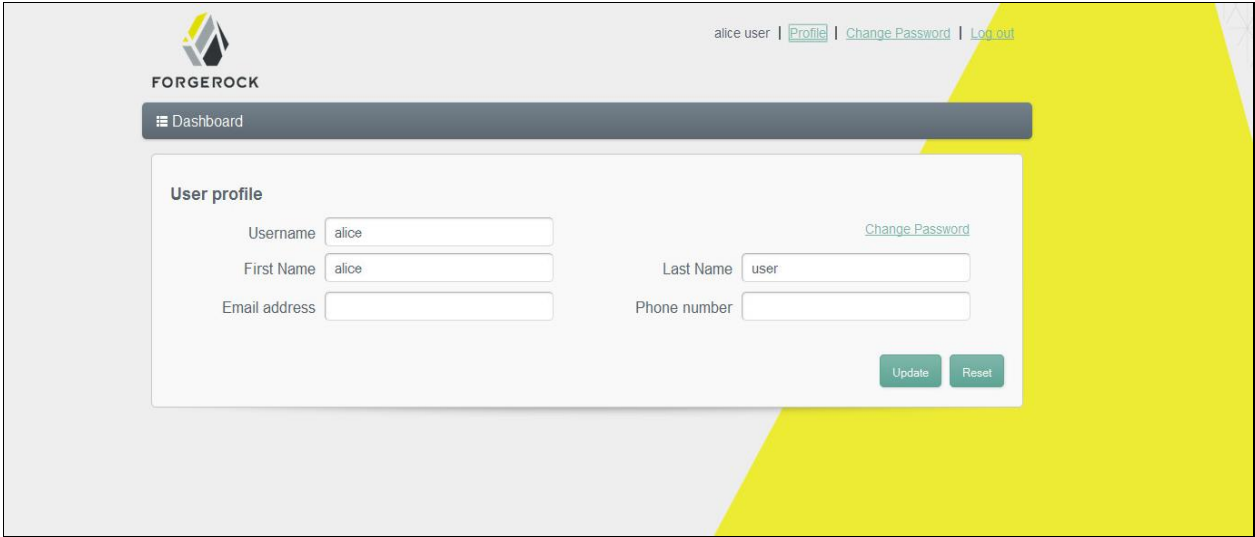 alice user | Profile | Change Password | Log out
FORGEROCK
Dashboard
User profile
Username alice Change Password
First Name alice Last Name user
Email address Phone number
Update Reset